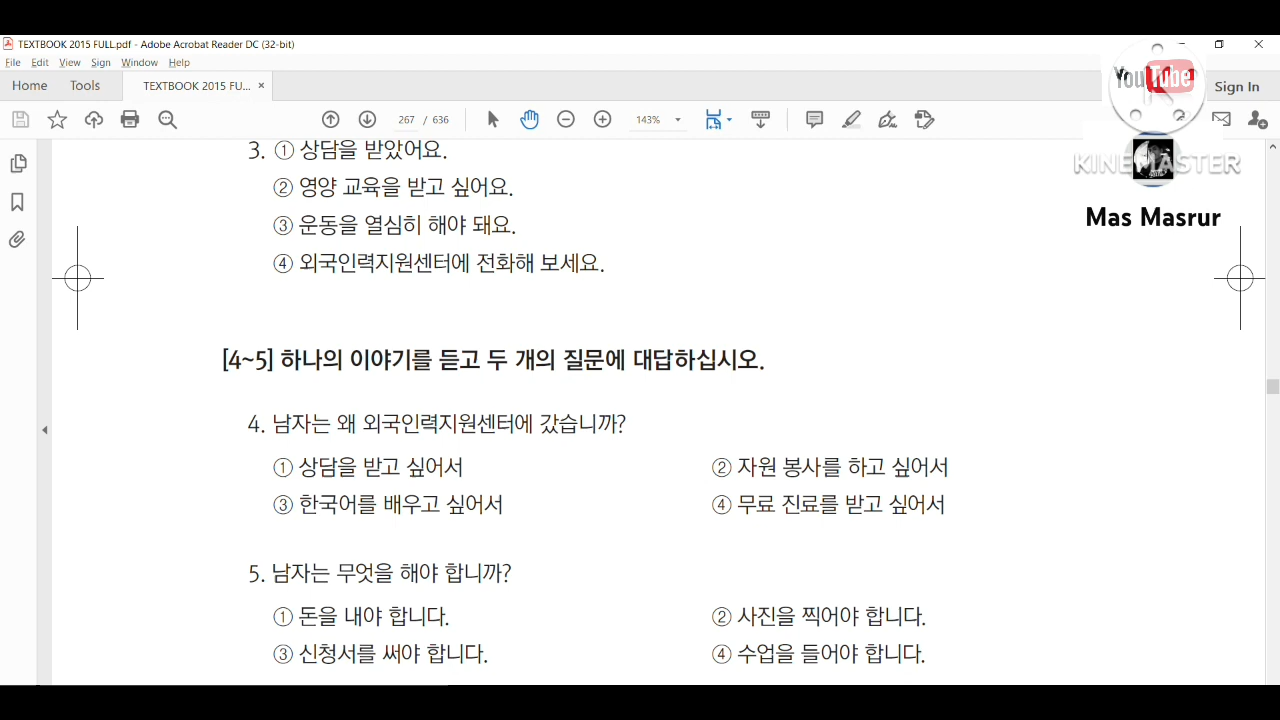 TEXTBOOK 2015 FULL.pdf - Adobe Acrobat Reader DC (32-bit)
File Edit View Sign Window Help
Home Tools TEXTBOOK 2015 FU... × Sign In
267 / 636 143%
YouTube
KINEMASTER
Mas Masrur
3. ① 상담을 받았어요.
② 영양 교육을 받고 싶어요.
③ 운동을 열심히 해야 돼요.
④ 외국인력지원센터에 전화해 보세요.
[4~5] 하나의 이야기를 듣고 두 개의 질문에 대답하십시오.
4. 남자는 왜 외국인력지원센터에 갔습니까?
① 상담을 받고 싶어서 ② 자원 봉사를 하고 싶어서
③ 한국어를 배우고 싶어서 ④ 무료 진료를 받고 싶어서
5. 남자는 무엇을 해야 합니까?
① 돈을 내야 합니다. ② 사진을 찍어야 합니다.
③ 신청서를 써야 합니다. ④ 수업을 들어야 합니다.